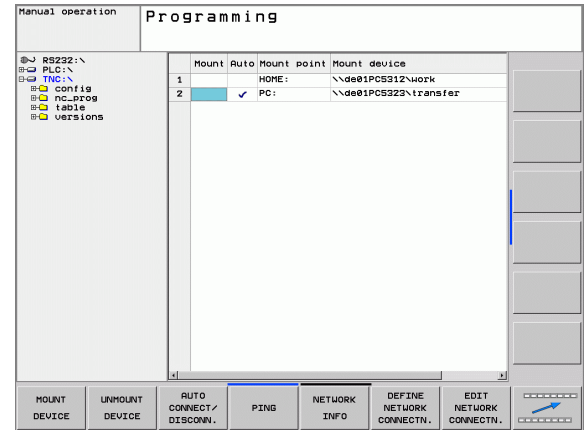 Manual operation
Programming
RS232:\
PLC:\
TNC:\
config
nc_prog
table
versions
Mount Auto Mount point Mount device
1 HOME: \\de01PC5312\work
2 PC: \\de01PC5323\transfer
MOUNT
DEVICE
UNMOUNT
DEVICE
AUTO
CONNECT/
DISCONN.
PING
NETWORK
INFO
DEFINE
NETWORK
CONNECTN.
EDIT
NETWORK
CONNECTN.